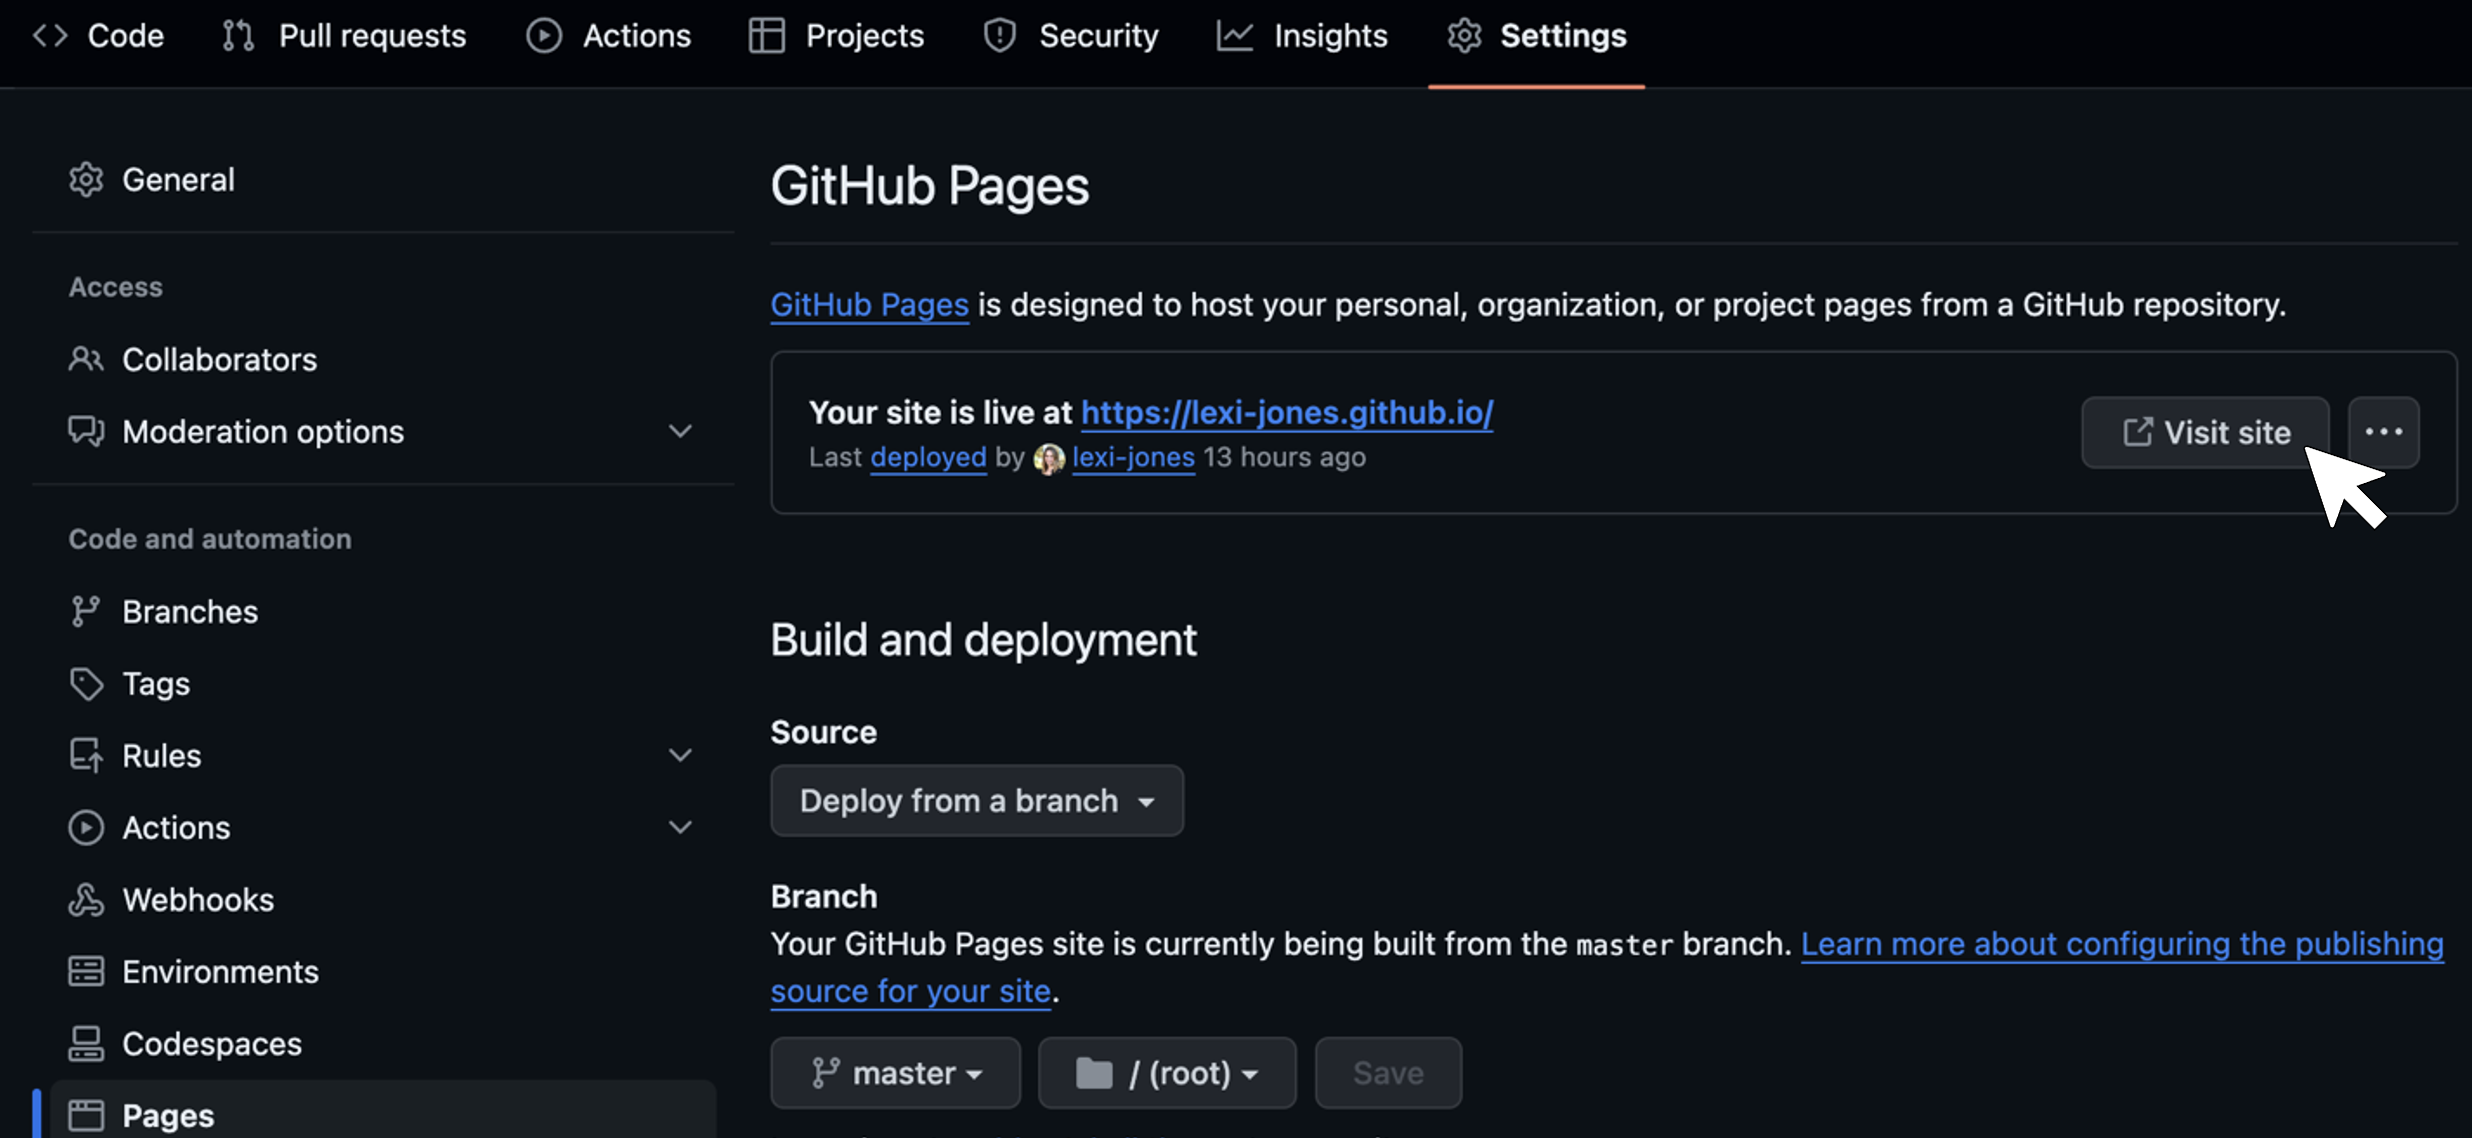 Code Pull requests Actions Projects Security Insights Settings
General
Access
Collaborators
Moderation options
Code and automation
Branches
Tags
Rules
Actions
Webhooks
Environments
Codespaces
Pages
GitHub Pages
GitHub Pages is designed to host your personal, organization, or project pages from a GitHub repository.
Your site is live at https://lexi-jones.github.io/
Last deployed by lexi-jones 13 hours ago
Visit site
Build and deployment
Source
Deploy from a branch
Branch
Your GitHub Pages site is currently being built from the master branch. Learn more about configuring the publishing
source for your site.
master / (root) Save